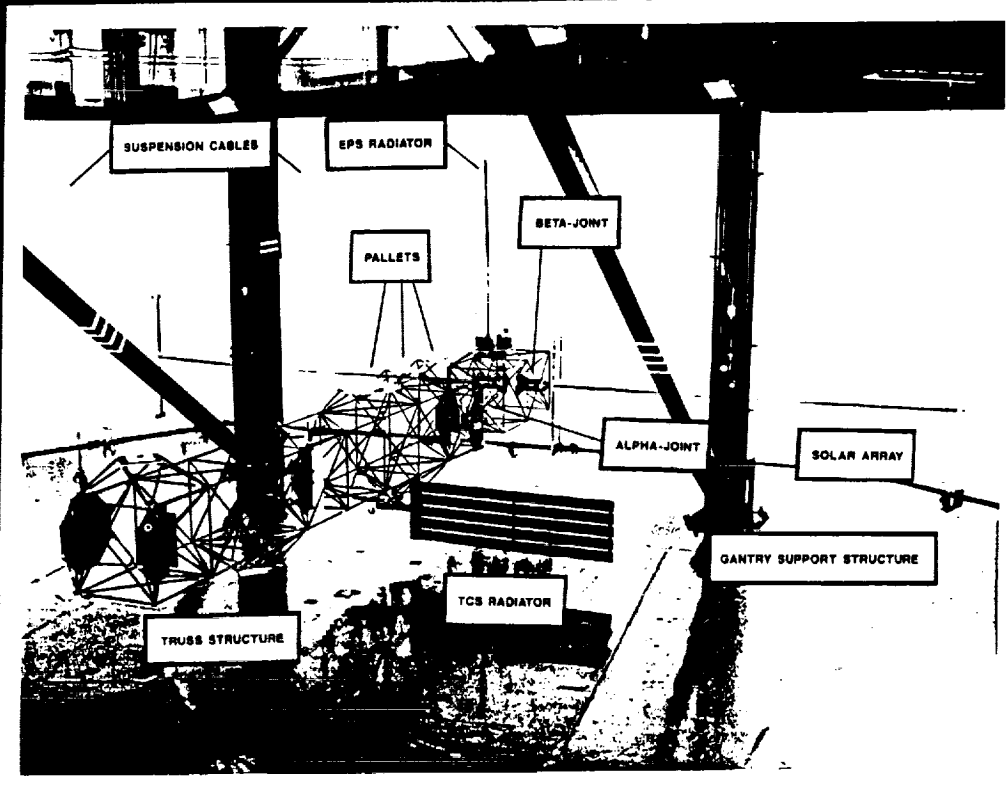 SUSPENSION CABLES
EPS RADIATOR
BETA-JOINT
PALLETS
ALPHA-JOINT
SOLAR ARRAY
GANTRY SUPPORT STRUCTURE
TCS RADIATOR
TRUSS STRUCTURE